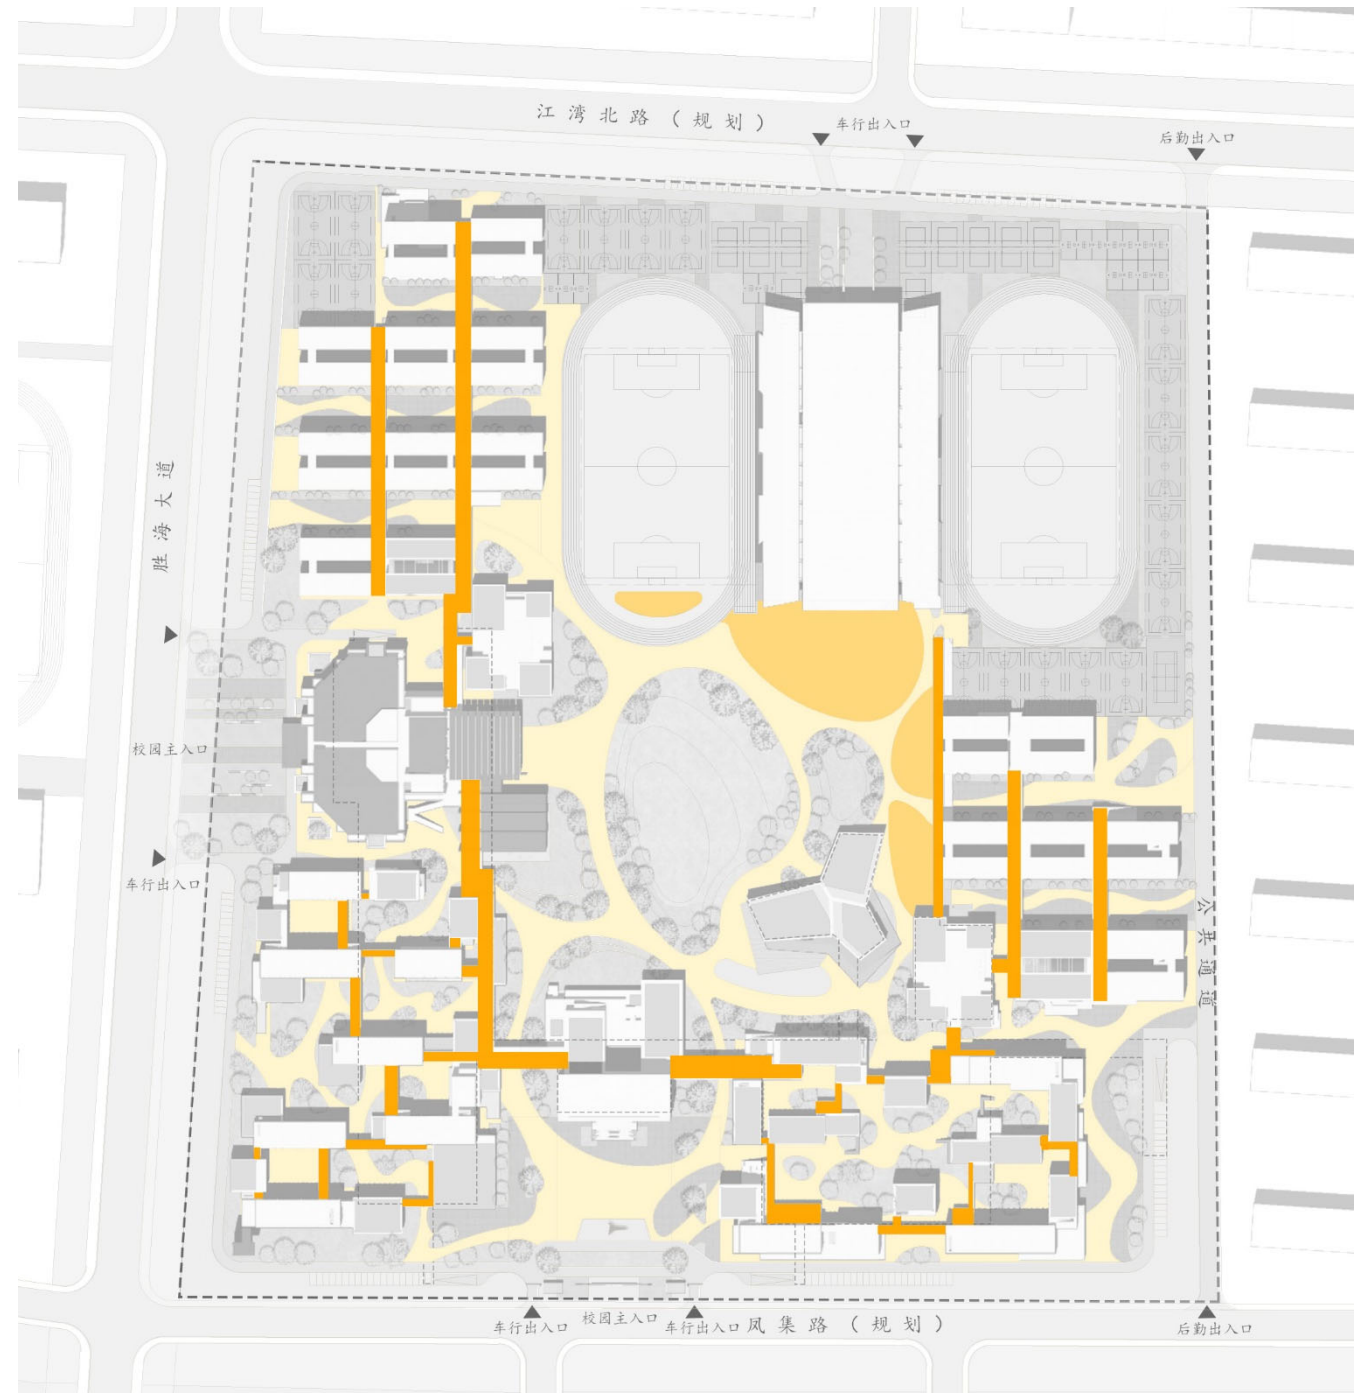 江湾北路（规划）
车行出入口
后勤出入口
胜海大道
校园主入口
车行出入口
公共通道
车行出入口
校园主入口
车行出入口
凤集路（规划）
后勤出入口